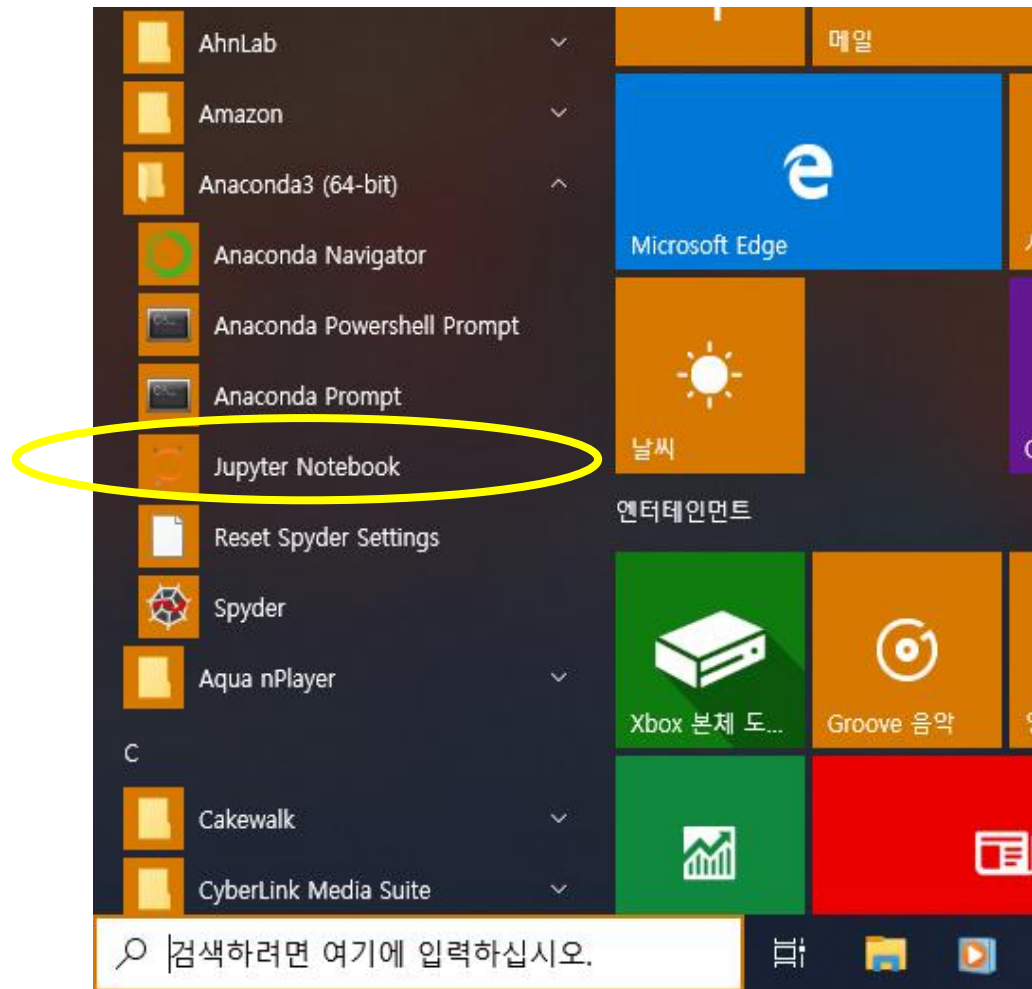 AhnLab
Amazon
Anaconda3 (64-bit)
Anaconda Navigator
Anaconda Powershell Prompt
Anaconda Prompt
Jupyter Notebook
Reset Spyder Settings
Spyder
Aqua nPlayer
C
Cakewalk
CyberLink Media Suite
메일
Microsoft Edge
날씨
엔터테인먼트
Xbox 본체 도...
Groove 음악
검색하려면 여기에 입력하십시오.